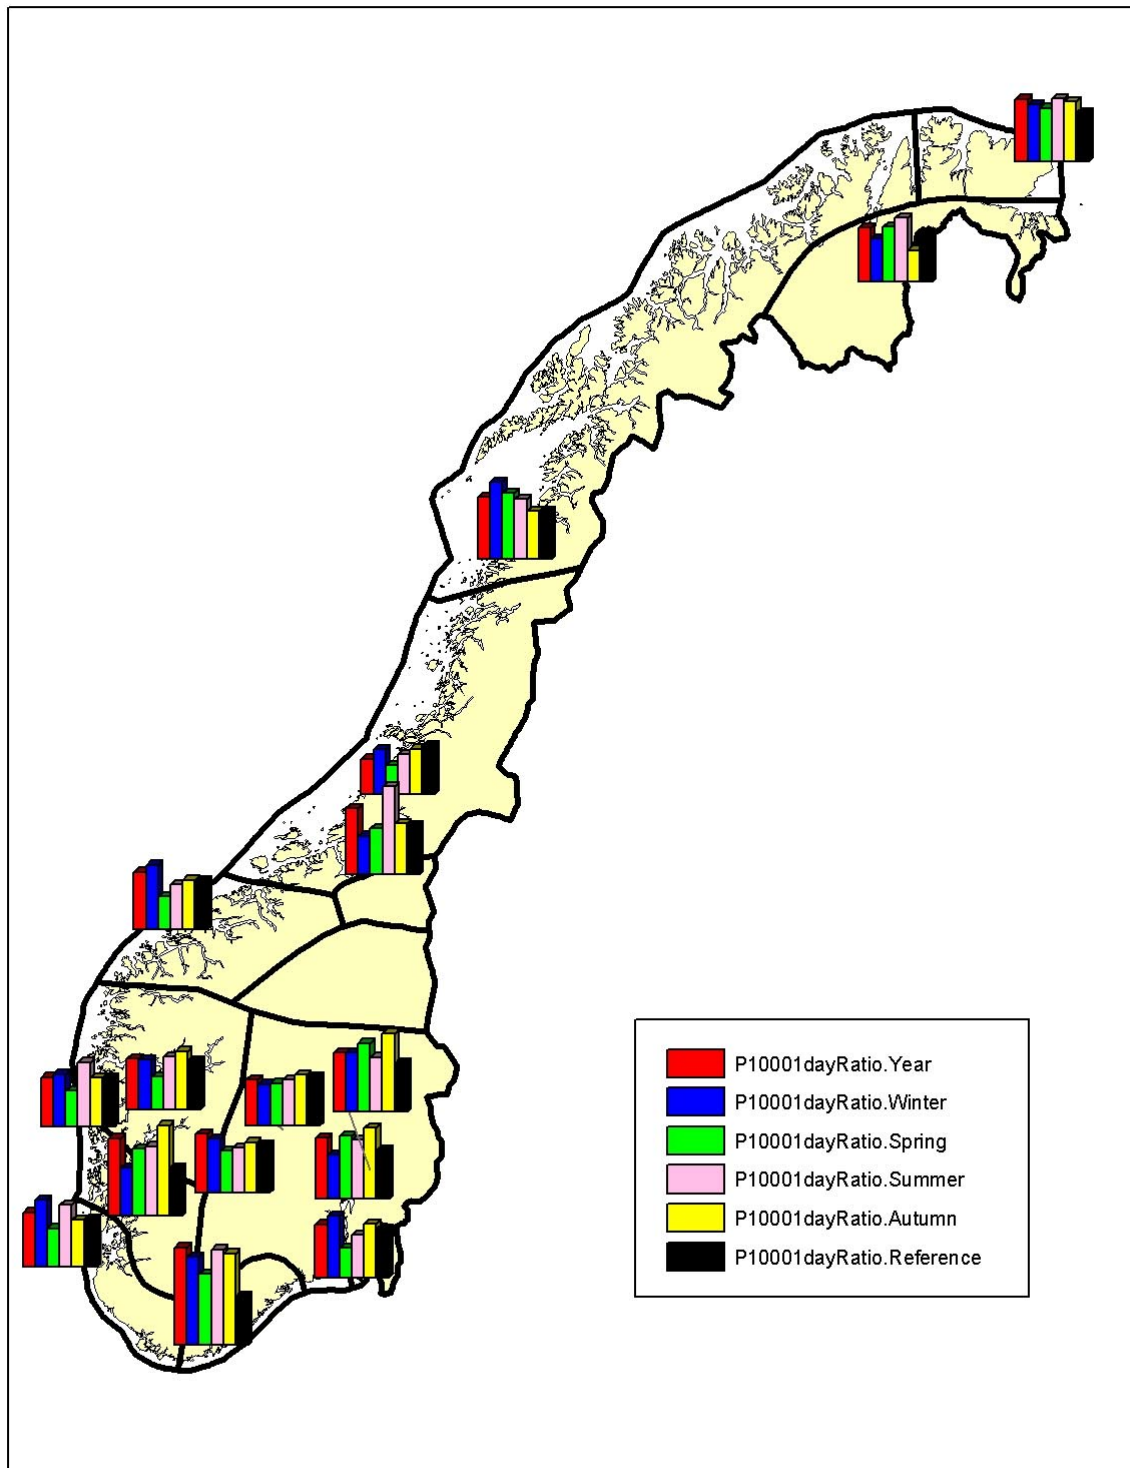 P10001dayRatio.Year
P10001dayRatio.Winter
P10001dayRatio.Spring
P10001dayRatio.Summer
P10001dayRatio.Autumn
P10001dayRatio.Reference